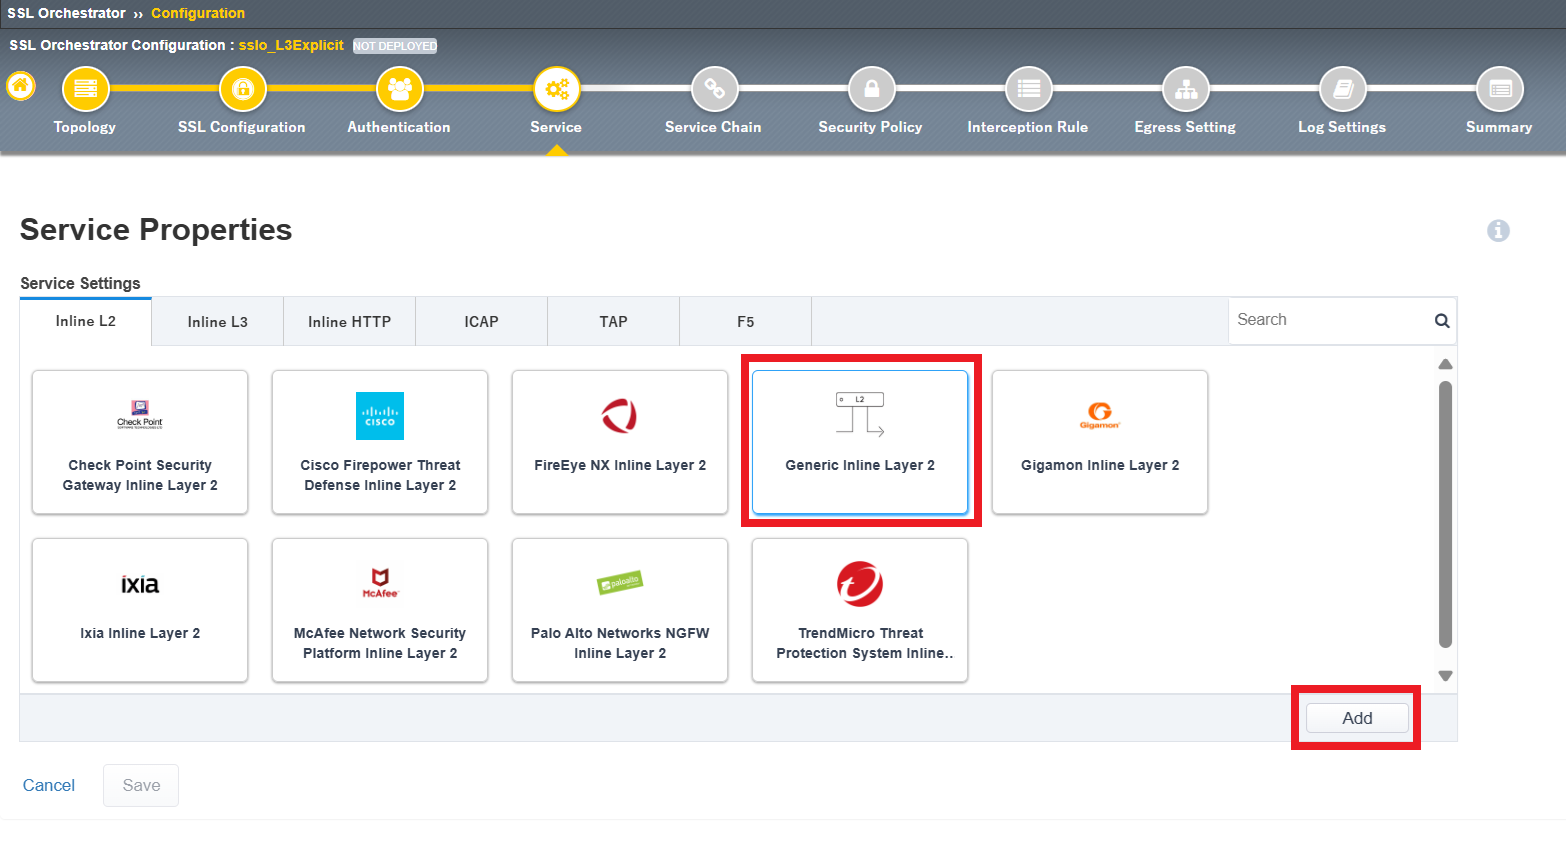 SSL Orchestrator ›› Configuration
SSL Orchestrator Configuration : sslo_L3Explicit NOT DEPLOYED
Topology SSL Configuration Authentication Service Service Chain Security Policy Interception Rule Egress Setting Log Settings Summary
Service Properties
Service Settings
Inline L2 Inline L3 Inline HTTP ICAP TAP F5 Search
Check Point
CISCO
L2
Gigamon
Check Point Security
Gateway Inline Layer 2
Cisco Firepower Threat
Defense Inline Layer 2
FireEye NX Inline Layer 2
Generic Inline Layer 2
Gigamon Inline Layer 2
ixia
McAfee
paloalto
Ixia Inline Layer 2
McAfee Network Security
Platform Inline Layer 2
Palo Alto Networks NGFW
Inline Layer 2
TrendMicro Threat
Protection System Inline..
Add
Cancel Save